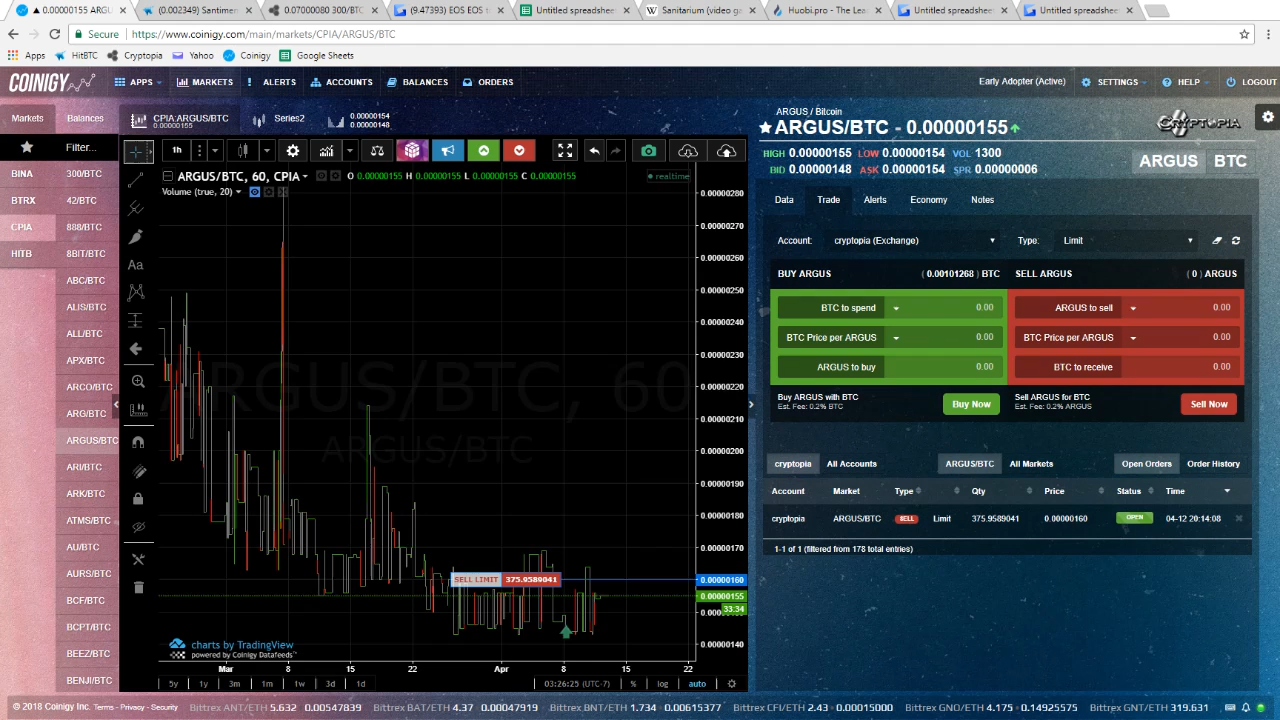 ▲ 0.00000155 ARGUS/
(0.002349) Santiment
0.07000080 300/BTC
(9.47393) EOS EOS t
Untitled spreadsheet
Sanitarium (video ga
Huobi.pro - The Lea
Untitled spreadshee
Untitled spreadshee
Secure https://www.coinigy.com/main/markets/CPIA/ARGUS/BTC
Apps HitBTC Cryptopia Yahoo Coinigy Google Sheets
COINIGY APPS MARKETS ALERTS ACCOUNTS BALANCES ORDERS Early Adopter (Active) SETTINGS HELP LOGOUT
Markets Balances
CPIA:ARGUS/BTC
0.00000155
Series2
0.00000154
0.00000148
Filter...
BINA 300/BTC
BTRX 42/BTC
CPIA 888/BTC
HITB 8BIT/BTC
ABC/BTC
ALIS/BTC
ALL/BTC
APX/BTC
ARCO/BTC
ARG/BTC
ARGUS/BTC
ARI/BTC
ARK/BTC
ATMS/BTC
AU/BTC
AURS/BTC
BCF/BTC
BCPT/BTC
BEEZ/BTC
BENJI/BTC
1h
ARGUS/BTC, 60, CPIA
O 0.00000155 H 0.00000155 L 0.00000155 C 0.00000155
realtime
Volume (true, 20)
Aa
ARGUS/BTC, 60
ARGUS/BTC
0.00000280
0.00000270
0.00000260
0.00000250
0.00000240
0.00000230
0.00000220
0.00000210
0.00000200
0.00000190
0.00000180
0.00000170
0.00000160
0.00000155
33:34
0.00000140
SELL LIMIT 375.9589041
charts by TradingView
powered by Coinigy Datafeeds™
Mar 8 15 22 Apr 8 15 22
5y 1y 3m 1m 1w 3d 1d 03:26:25 (UTC-7) % log auto
ARGUS / Bitcoin
ARGUS/BTC - 0.00000155
CRYPTOPIA
HIGH 0.00000155 LOW 0.00000154 VOL 1300
BID 0.00000148 ASK 0.00000154 SPR 0.00000006
ARGUS BTC
Data Trade Alerts Economy Notes
Account: cryptopia (Exchange) Type: Limit
BUY ARGUS ( 0.00101268 ) BTC SELL ARGUS ( 0 ) ARGUS
BTC to spend 0.00 ARGUS to sell 0.00
BTC Price per ARGUS 0.00 BTC Price per ARGUS 0.00
ARGUS to buy 0.00 BTC to receive 0.00
Buy ARGUS with BTC
Est. Fee: 0.2% BTC
Buy Now
Sell ARGUS for BTC
Est. Fee: 0.2% ARGUS
Sell Now
cryptopia All Accounts ARGUS/BTC All Markets Open Orders Order History
Account Market Type Qty Price Status Time
cryptopia ARGUS/BTC SELL Limit 375.9589041 0.00000160 OPEN 04-12 20:14:08
1-1 of 1 (filtered from 178 total entries)
© 2018 Coinigy Inc. Terms - Privacy - Security
Bittrex ANT/ETH 5.632 0.00547839 Bittrex BAT/ETH 4.37 0.00047919 Bittrex BNT/ETH 1.734 0.00615377 Bittrex CFI/ETH 2.43 0.00015000 Bittrex GNO/ETH 4.175 0.14925575 Bittrex GNT/ETH 319.631